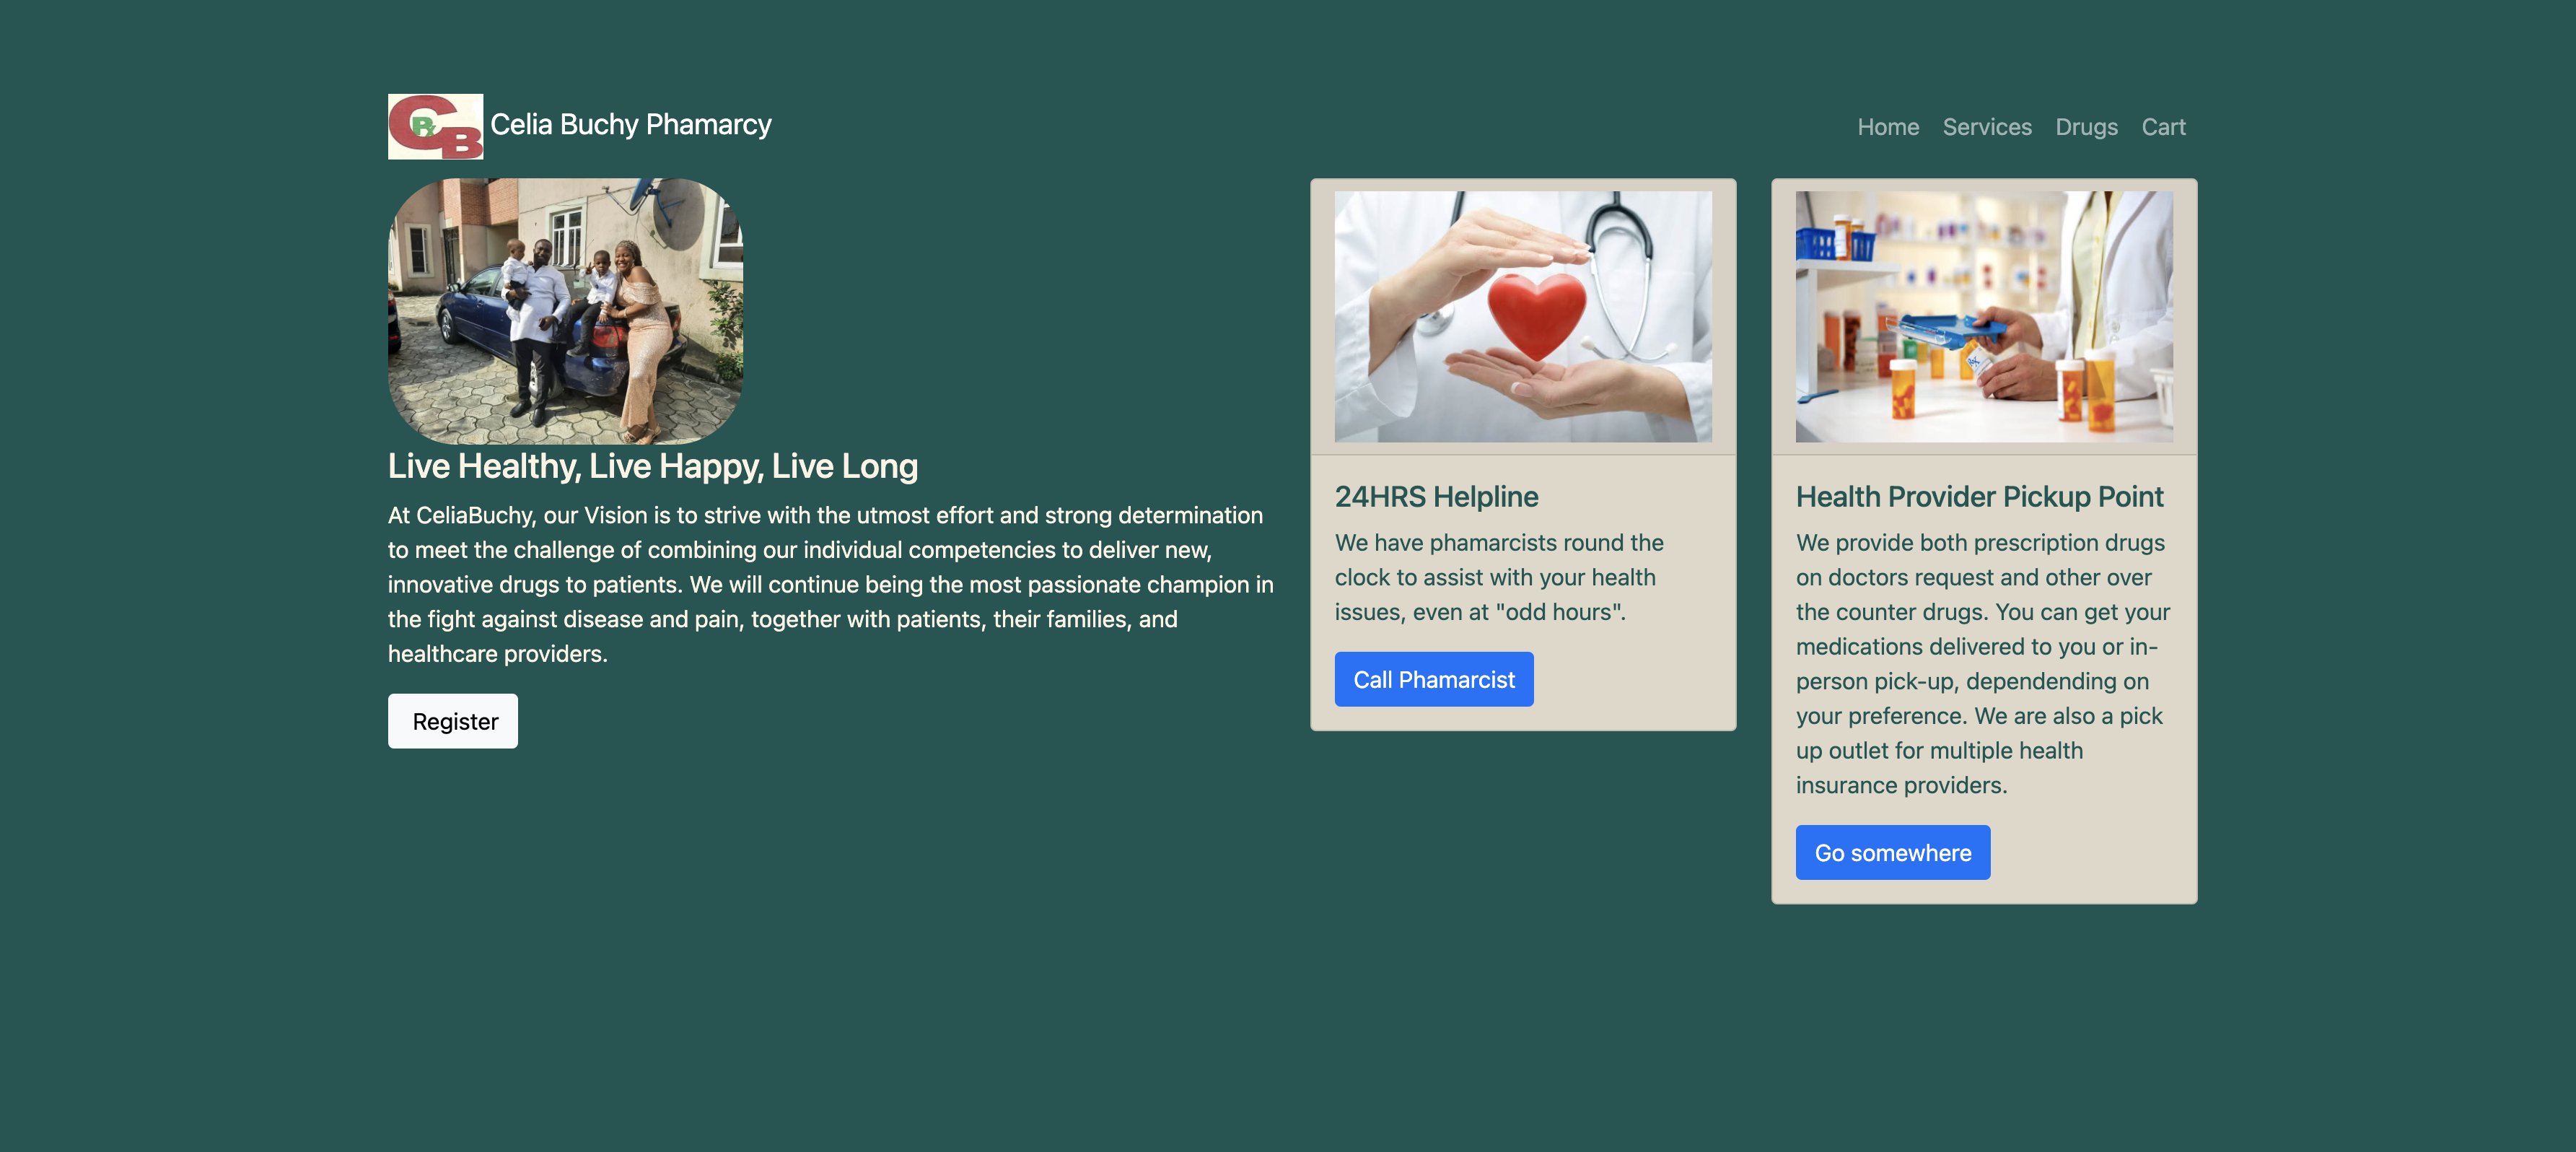 C Rx B
Celia Buchy Phamarcy
Home
Services
Drugs
Cart
Live Healthy, Live Happy, Live Long
At CeliaBuchy, our Vision is to strive with the utmost effort and strong determination
to meet the challenge of combining our individual competencies to deliver new,
innovative drugs to patients. We will continue being the most passionate champion in
the fight against disease and pain, together with patients, their families, and
healthcare providers.
Register
24HRS Helpline
We have phamarcists round the
clock to assist with your health
issues, even at "odd hours".
Call Phamarcist
Health Provider Pickup Point
We provide both prescription drugs
on doctors request and other over
the counter drugs. You can get your
medications delivered to you or in-
person pick-up, dependending on
your preference. We are also a pick
up outlet for multiple health
insurance providers.
Go somewhere